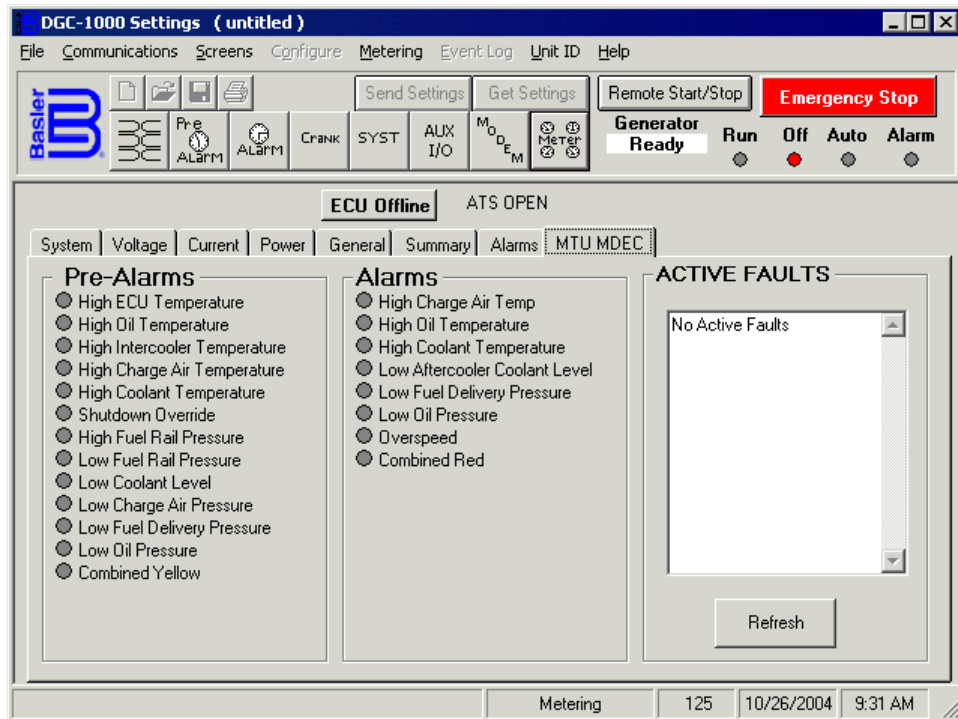 DGC-1000 Settings ( untitled )
File Communications Screens Configure Metering Event Log Unit ID Help
Basler
Send Settings Get Settings Remote Start/Stop Emergency Stop
Pre ALarm ALarm Crank SYST AUX I/O MODEM MeTer
Generator Ready Run Off Auto Alarm
ECU Offline ATS OPEN
System Voltage Current Power General Summary Alarms MTU MDEC
Pre-Alarms
High ECU Temperature
High Oil Temperature
High Intercooler Temperature
High Charge Air Temperature
High Coolant Temperature
Shutdown Override
High Fuel Rail Pressure
Low Fuel Rail Pressure
Low Coolant Level
Low Charge Air Pressure
Low Fuel Delivery Pressure
Low Oil Pressure
Combined Yellow
Alarms
High Charge Air Temp
High Oil Temperature
High Coolant Temperature
Low Aftercooler Coolant Level
Low Fuel Delivery Pressure
Low Oil Pressure
Overspeed
Combined Red
ACTIVE FAULTS
No Active Faults
Refresh
Metering 125 10/26/2004 9:31 AM